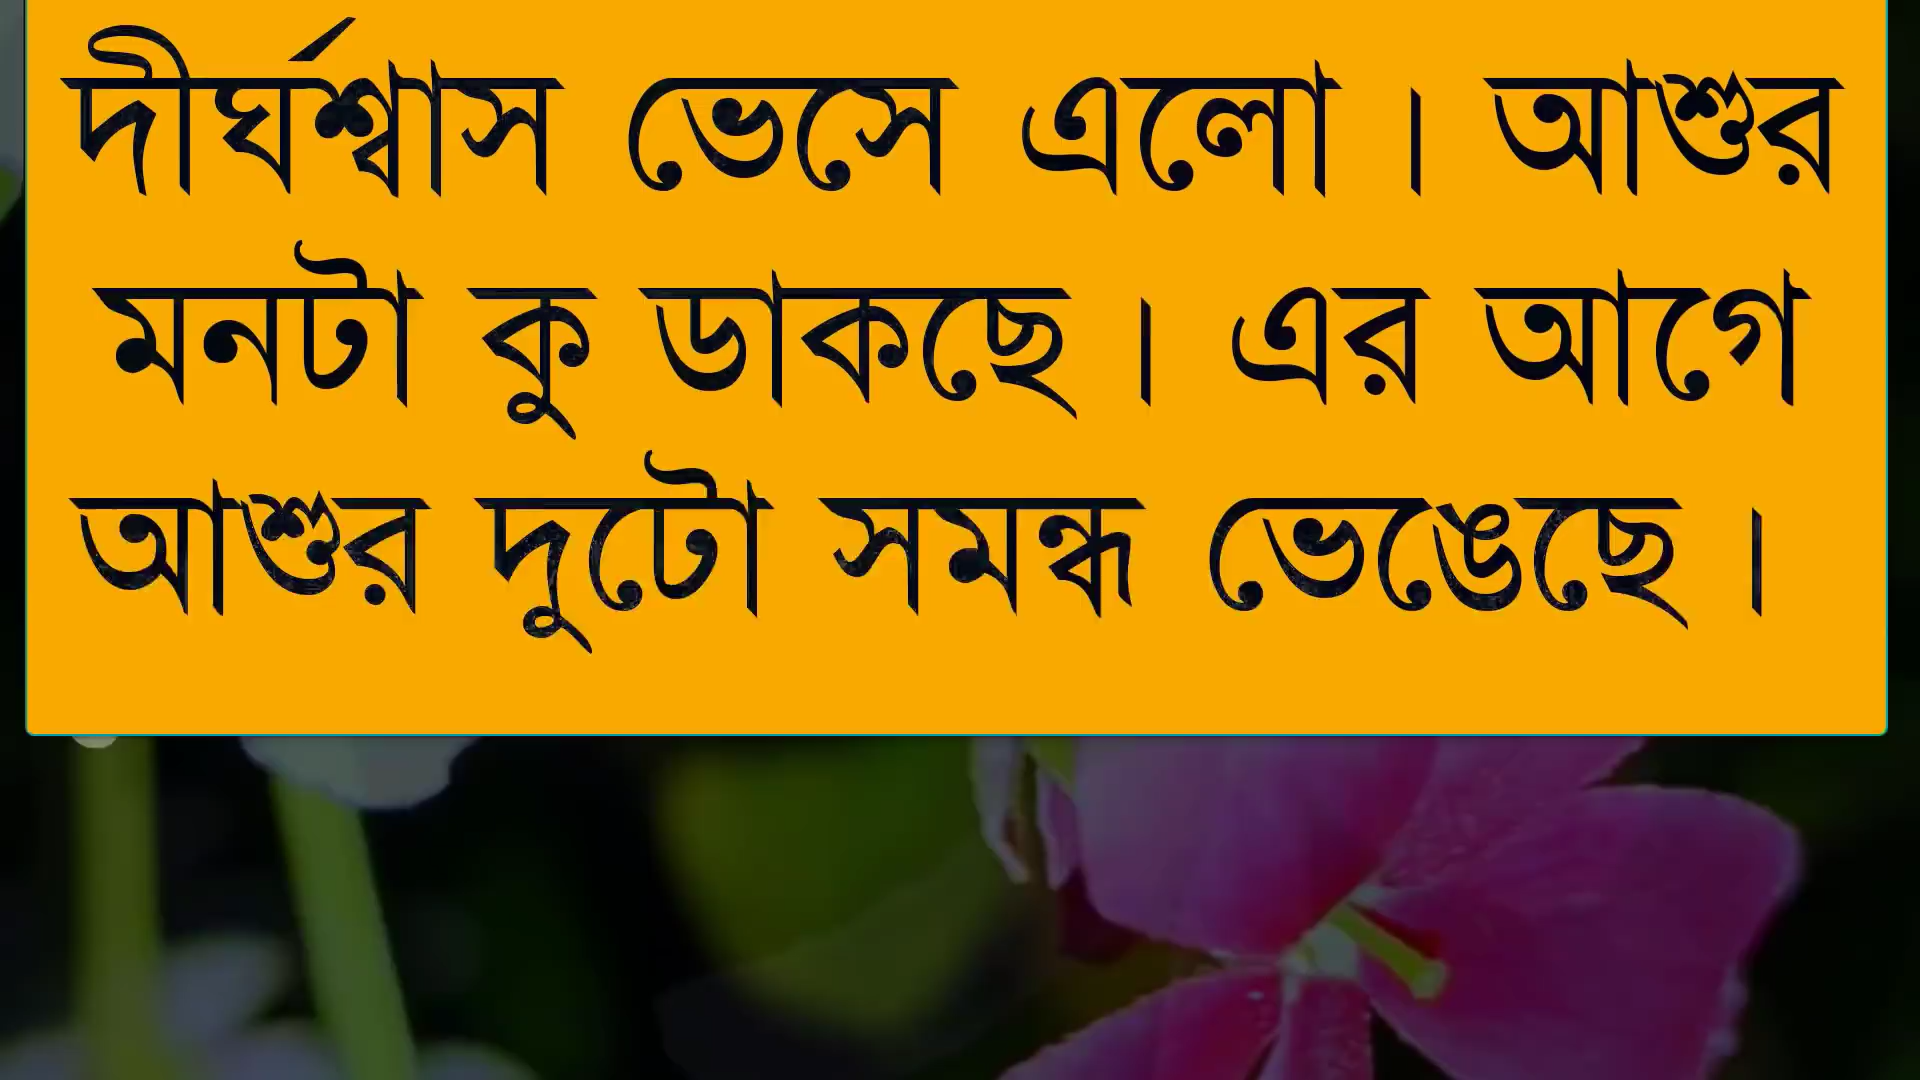 দীর্ঘশ্বাস ভেসে এলো । আশুর
মনটা কু ডাকছে । এর আগে
আশুর দুটো সমন্ধ ভেঙেছে ।